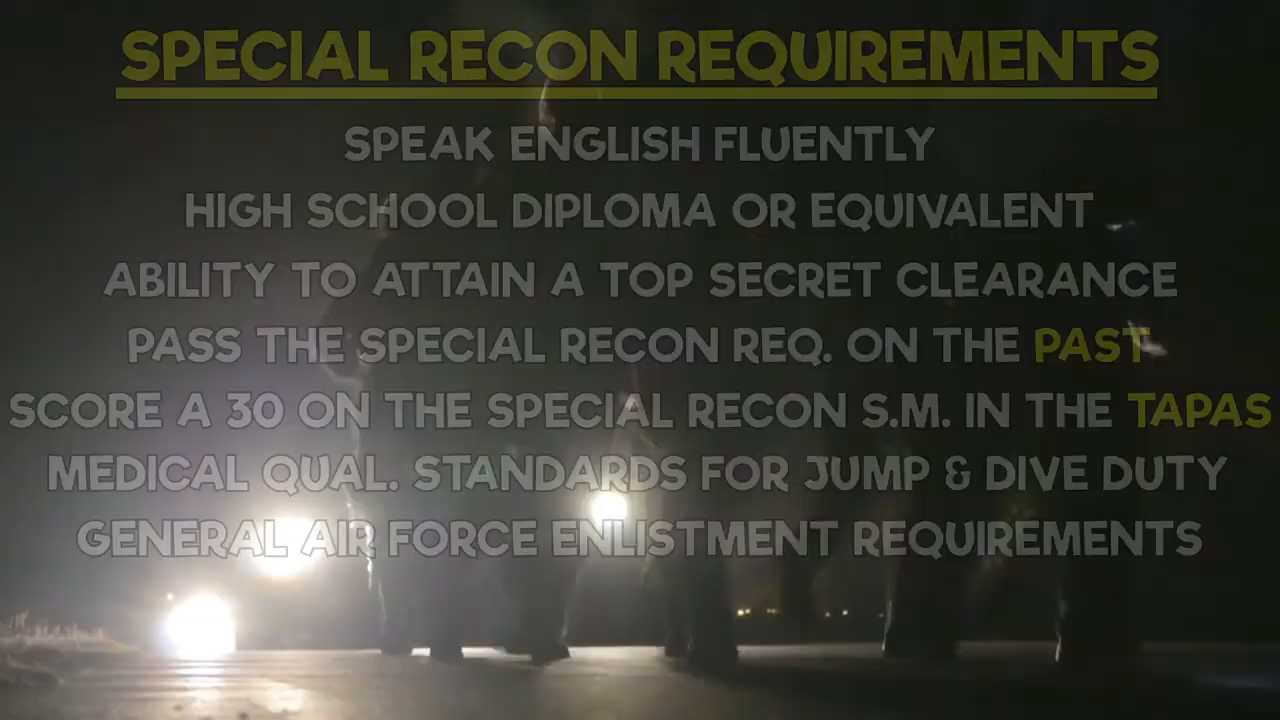 SPECIAL RECON REQUIREMENTS
SPEAK ENGLISH FLUENTLY
HIGH SCHOOL DIPLOMA OR EQUIVALENT
ABILITY TO ATTAIN A TOP SECRET CLEARANCE
PASS THE SPECIAL RECON REQ. ON THE PAST
SCORE A 30 ON THE SPECIAL RECON S.M. IN THE TAPAS
MEDICAL QUAL. STANDARDS FOR JUMP & DIVE DUTY
GENERAL AIR FORCE ENLISTMENT REQUIREMENTS